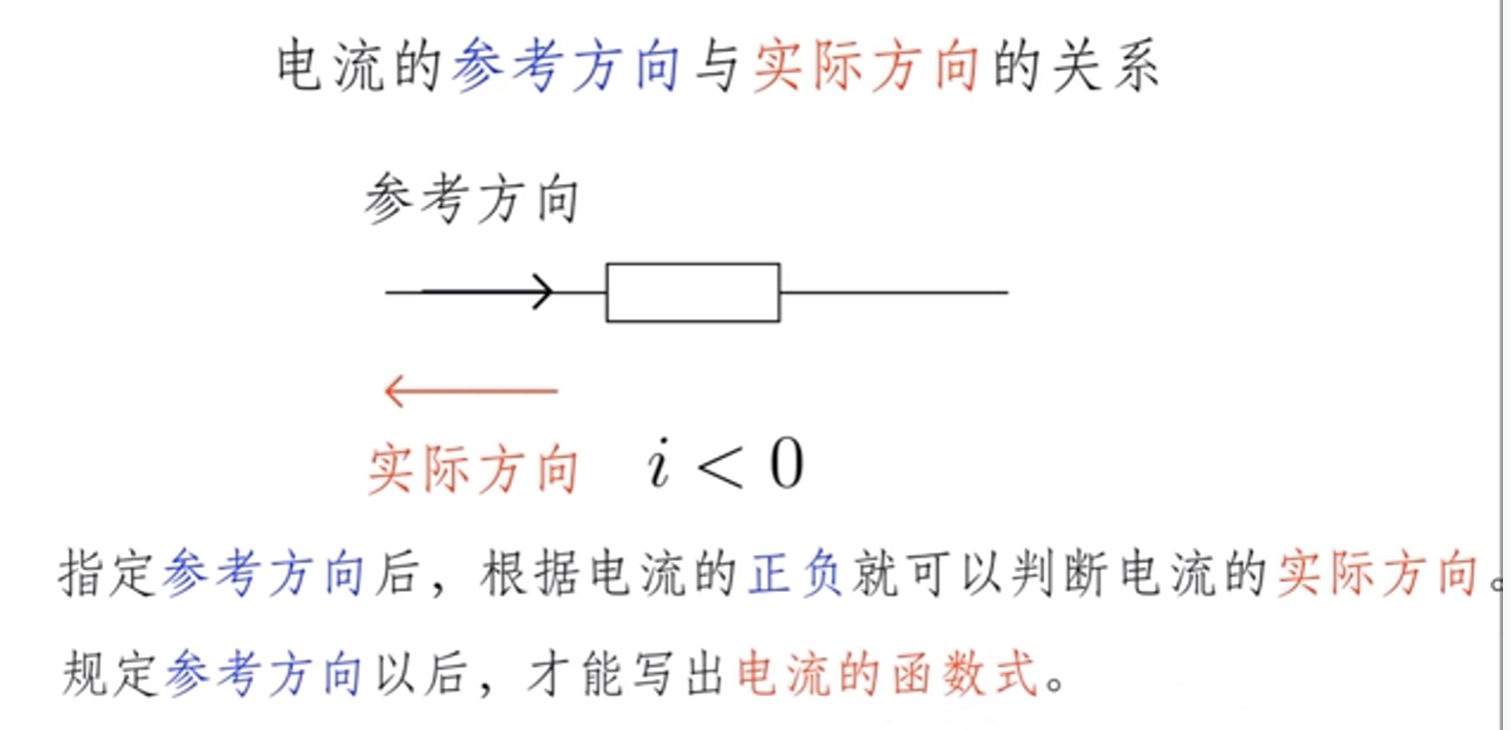 电流的参考方向与实际方向的关系
参考方向
实际方向 i < 0
指定参考方向后，根据电流的正负就可以判断电流的实际方向。
规定参考方向以后，才能写出电流的函数式。